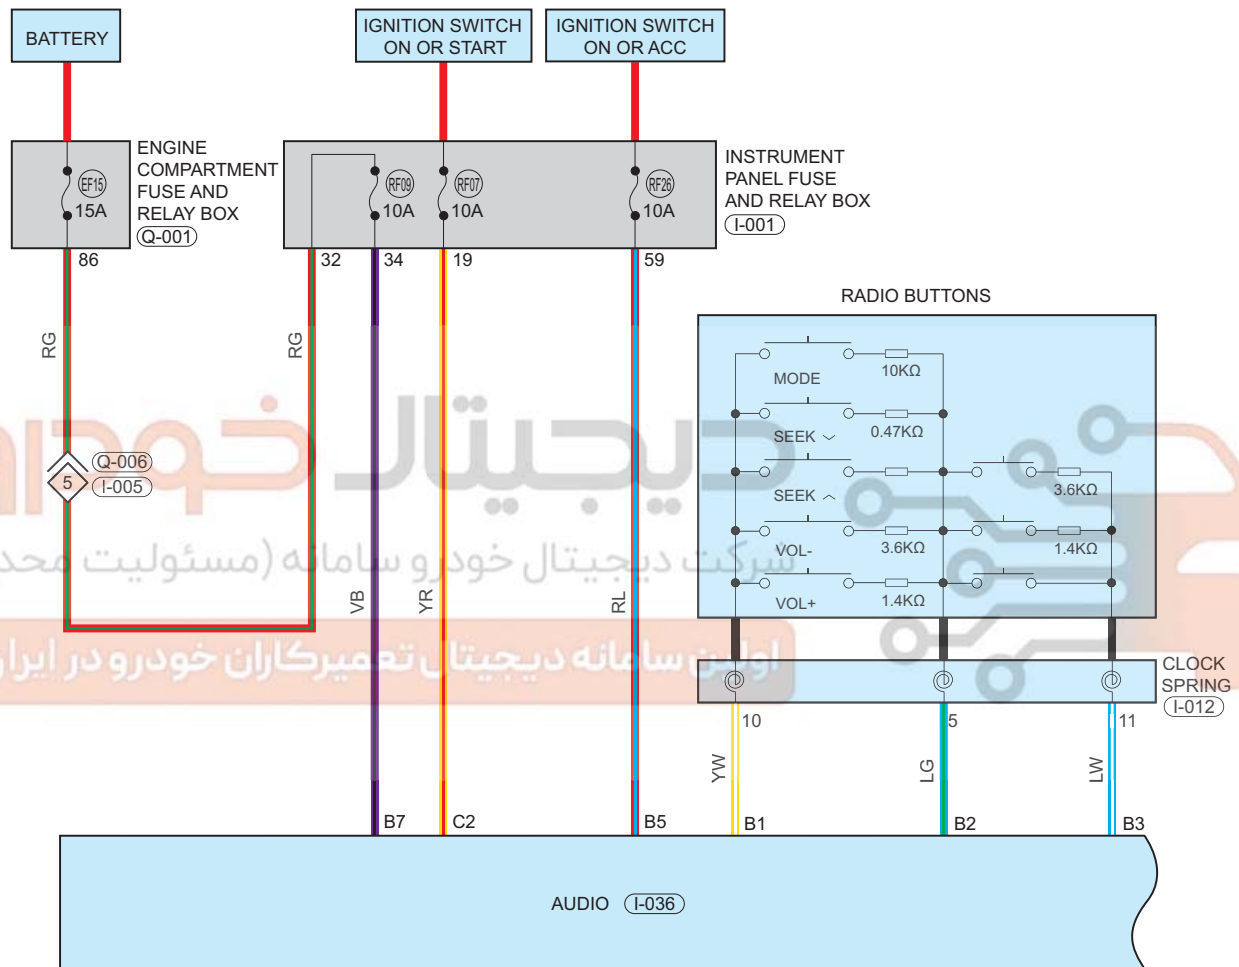 BATTERY
IGNITION SWITCH
ON OR START
IGNITION SWITCH
ON OR ACC
ENGINE
COMPARTMENT
FUSE AND
RELAY BOX
Q-001
EF15
15A
RF09
10A
RF07
10A
RF26
10A
INSTRUMENT
PANEL FUSE
AND RELAY BOX
I-001
86
32
34
19
59
RG
RG
VB
YR
RL
Q-006
I-005
5
RADIO BUTTONS
MODE
10KΩ
SEEK
0.47KΩ
SEEK
3.6KΩ
VOL-
3.6KΩ
1.4KΩ
VOL+
1.4KΩ
دیجیتال خودرو
شرکت دیجیتال خودرو سامانه (مسئولیت محد
اولین سامانه دیجیتال تعمیرکاران خودرو در ایران
CLOCK
SPRING
I-012
10
5
11
YW
LG
LW
B7
C2
B5
B1
B2
B3
AUDIO
I-036